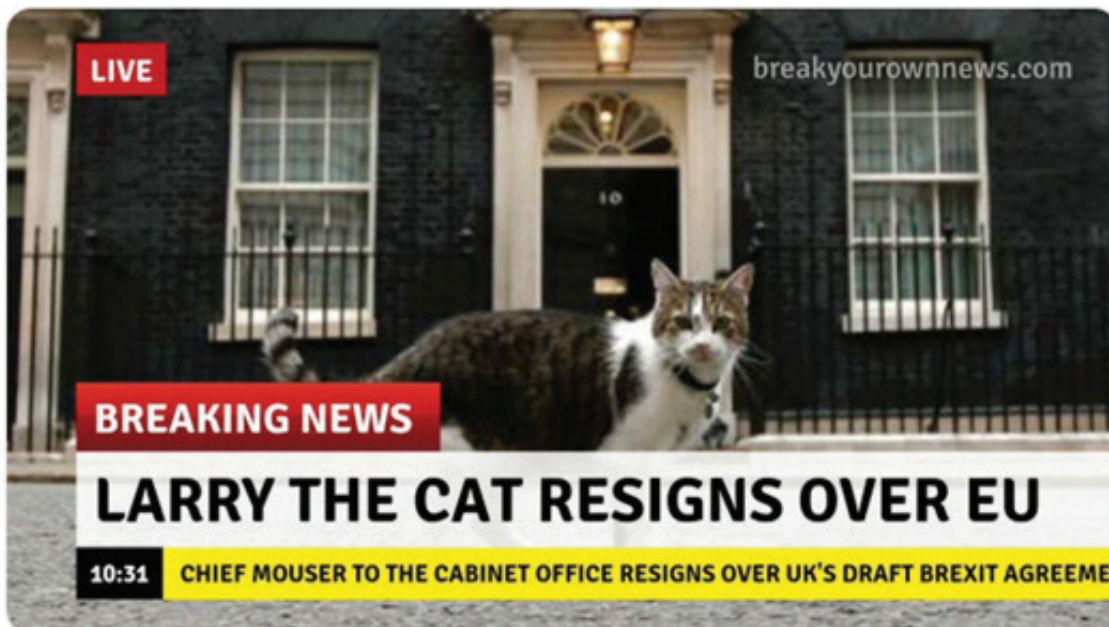 LIVE
breakyourownnews.com
10
BREAKING NEWS
LARRY THE CAT RESIGNS OVER EU
10:31 CHIEF MOUSER TO THE CABINET OFFICE RESIGNS OVER UK'S DRAFT BREXIT AGREEME